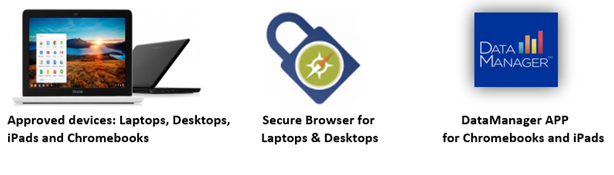 Approved devices: Laptops, Desktops,
iPads and Chromebooks
Secure Browser for
Laptops & Desktops
DATA
MANAGER™
DataManager APP
for Chromebooks and iPads